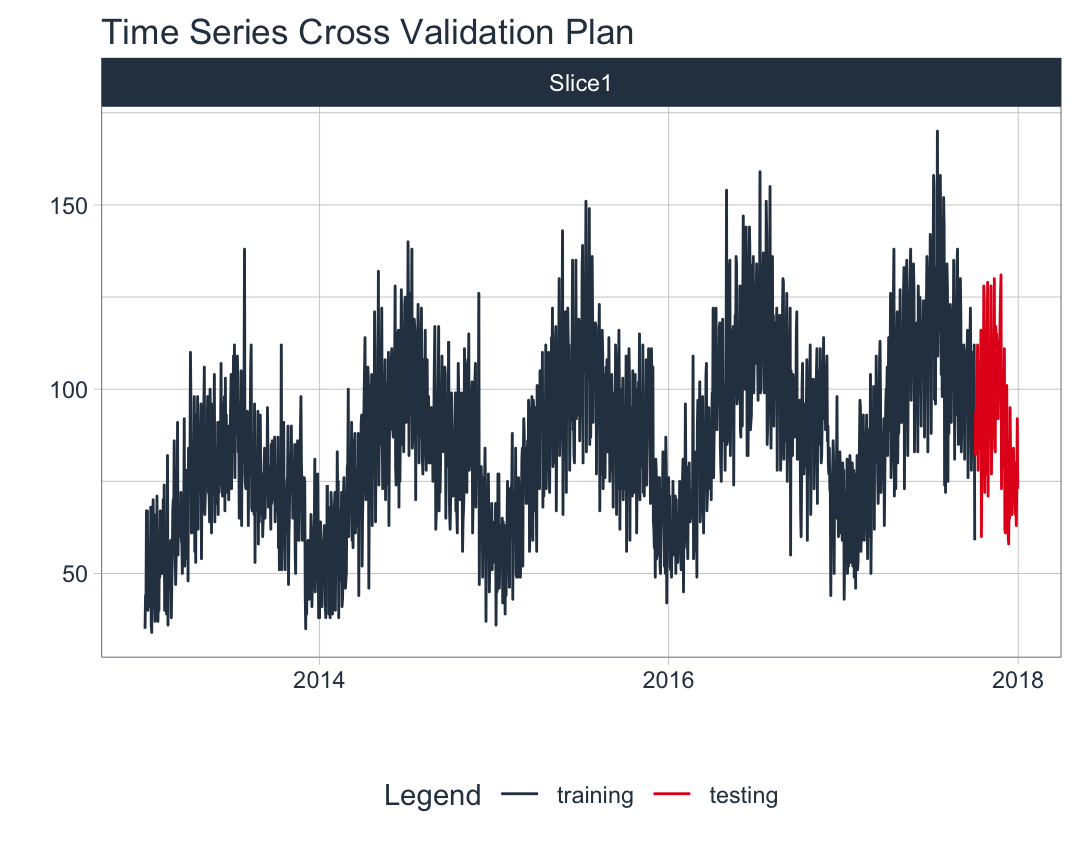 Time Series Cross Validation Plan
Slice1
150
100
50
2014 2016 2018
Legend training testing